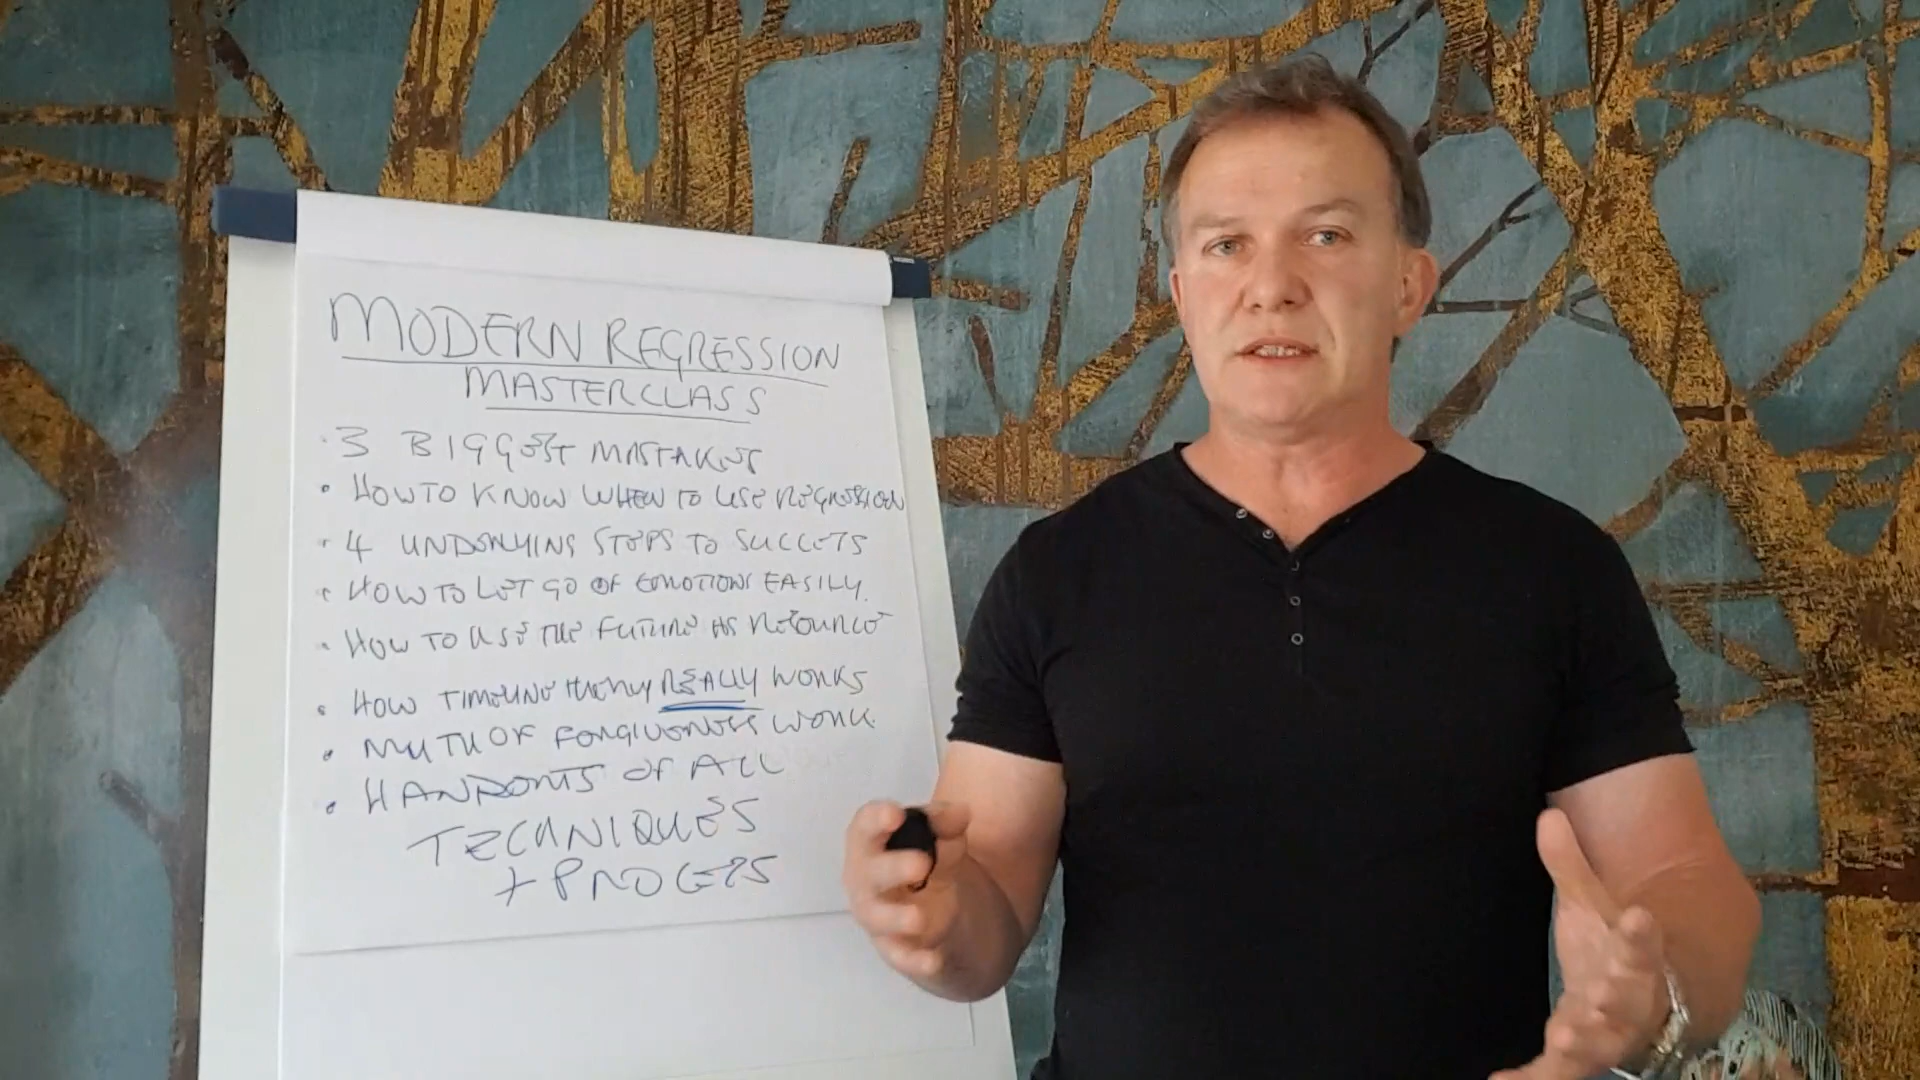 MODERN REGRESSION
MASTERCLASS
• 3 BIGGEST MISTAKES
• HOW TO KNOW WHEN TO USE REGRESSION
• 4 UNDERLYING STEPS TO SUCCESS
• HOW TO LET GO OF EMOTIONS EASILY.
• HOW TO USE THE FUTURE AS RESOURCE
• HOW TIMELINE THERAPY REALLY WORKS
• MYTH OF FORGIVENESS WORK
• HANDOUTS OF ALL
TECHNIQUES
+ PROCESS